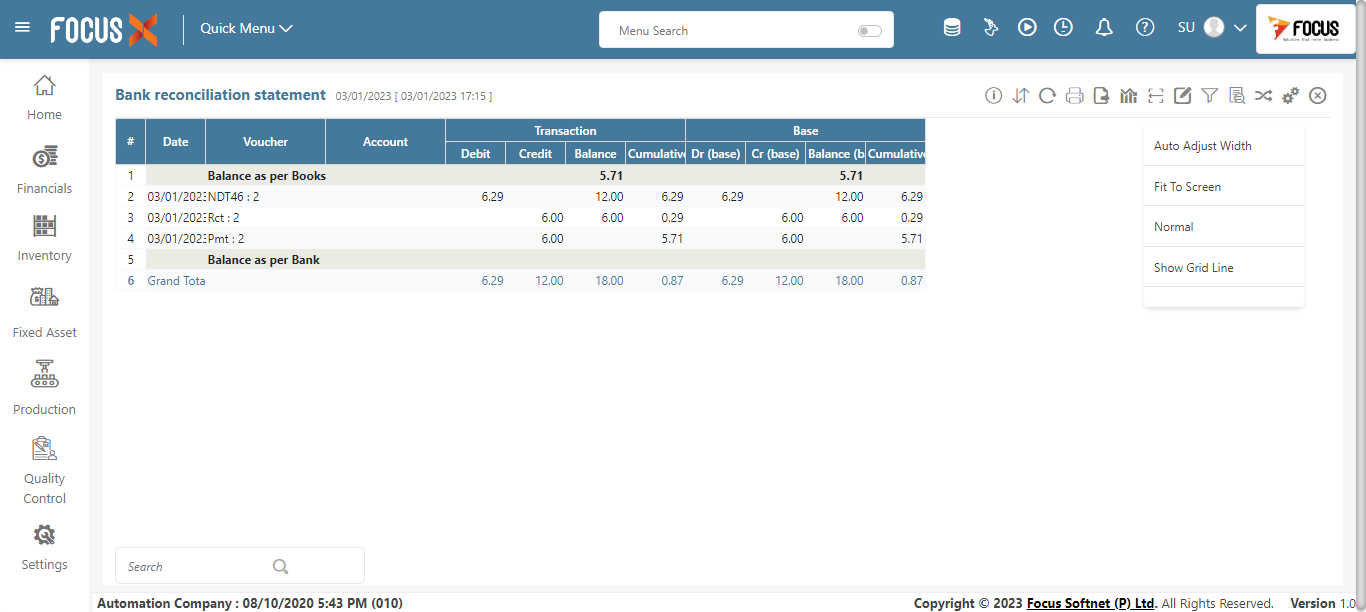 FOCUS X Quick Menu Menu Search SU FOCUS
Bank reconciliation statement 03/01/2023 [ 03/01/2023 17:15 ]
Home
Financials
Inventory
Fixed Asset
Production
Quality
Control
Settings
Transaction Base
# Date Voucher Account Debit Credit Balance Cumulativ Dr (base) Cr (base) Balance (b Cumulativ
1 Balance as per Books 5.71 5.71
2 03/01/2023 NDT46 : 2 6.29 12.00 6.29 6.29 12.00 6.29
3 03/01/2023 Rct : 2 6.00 6.00 0.29 6.00 6.00 0.29
4 03/01/2023 Pmt : 2 6.00 5.71 6.00 5.71
5 Balance as per Bank
6 Grand Tota 6.29 12.00 18.00 0.87 6.29 12.00 18.00 0.87
Auto Adjust Width
Fit To Screen
Normal
Show Grid Line
Search
Automation Company : 08/10/2020 5:43 PM (010) Copyright © 2023 Focus Softnet (P) Ltd. All Rights Reserved. Version 1.0